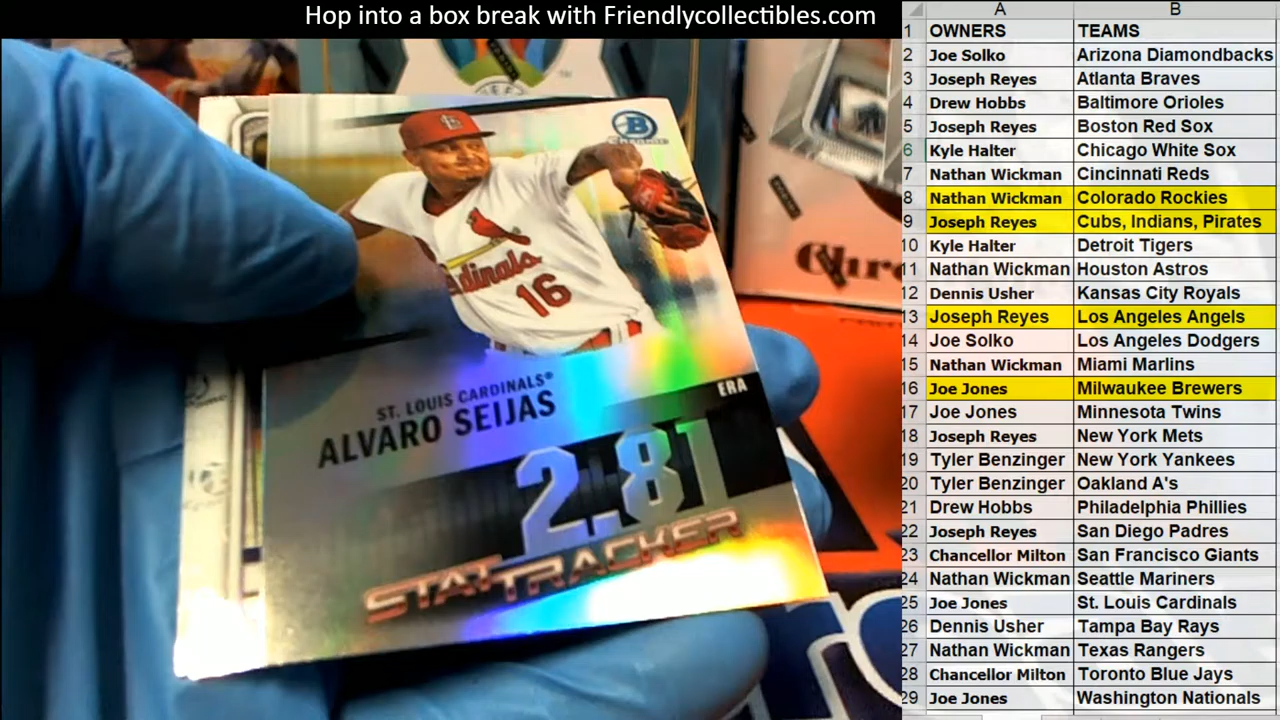 Hop into a box break with Friendlycollectibles.com
A B
1 OWNERS TEAMS
2 Joe Solko Arizona Diamondbacks
3 Joseph Reyes Atlanta Braves
4 Drew Hobbs Baltimore Orioles
5 Joseph Reyes Boston Red Sox
6 Kyle Halter Chicago White Sox
7 Nathan Wickman Cincinnati Reds
8 Nathan Wickman Colorado Rockies
9 Joseph Reyes Cubs, Indians, Pirates
10 Kyle Halter Detroit Tigers
11 Nathan Wickman Houston Astros
12 Dennis Usher Kansas City Royals
13 Joseph Reyes Los Angeles Angels
14 Joe Solko Los Angeles Dodgers
15 Nathan Wickman Miami Marlins
16 Joe Jones Milwaukee Brewers
17 Joe Jones Minnesota Twins
18 Joseph Reyes New York Mets
19 Tyler Benzinger New York Yankees
20 Tyler Benzinger Oakland A's
21 Drew Hobbs Philadelphia Phillies
22 Joseph Reyes San Diego Padres
23 Chancellor Milton San Francisco Giants
24 Nathan Wickman Seattle Mariners
25 Joe Jones St. Louis Cardinals
26 Dennis Usher Tampa Bay Rays
27 Nathan Wickman Texas Rangers
28 Chancellor Milton Toronto Blue Jays
29 Joe Jones Washington Nationals
B
CHROME
Cardinals
16
ST. LOUIS CARDINALS®
ALVARO SEIJAS
ERA
2.81
STAT TRACKER